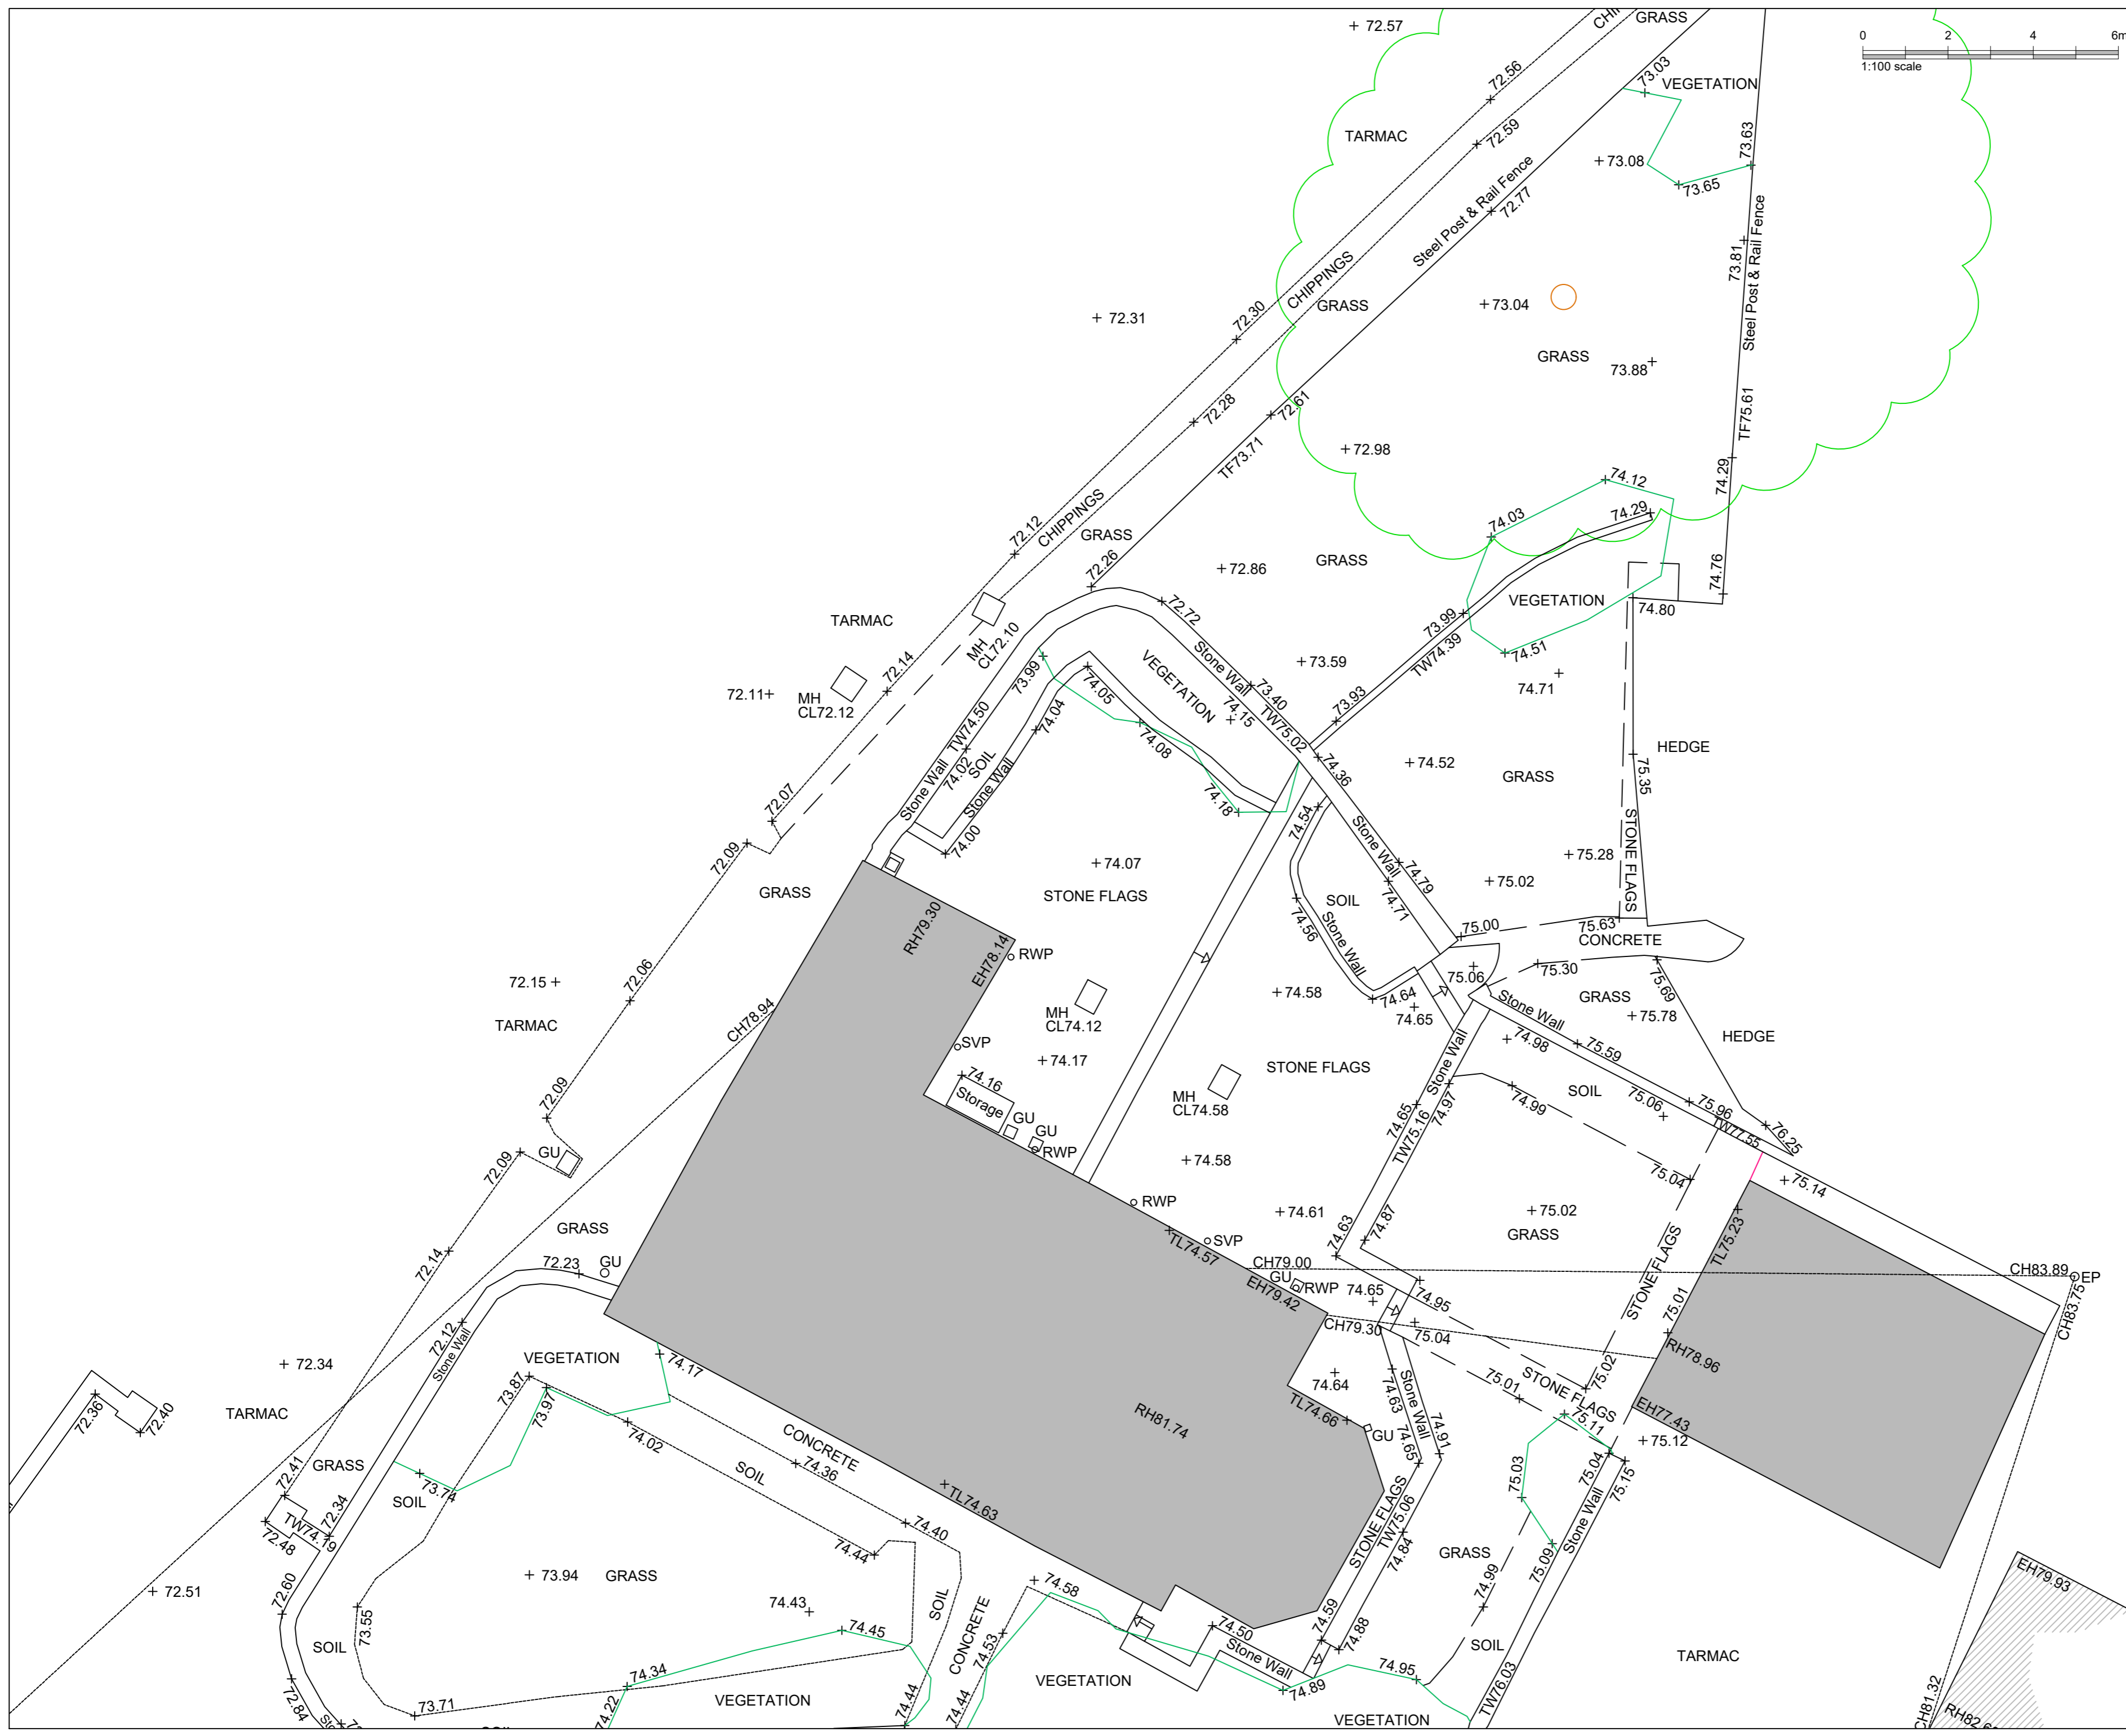 72.57
CHI
GRASS
0 2 4 6m
1:100 scale
72.56
73.03
VEGETATION
TARMAC
72.59
73.63
73.08
73.65
Steel Post & Rail Fence
72.77
73.81
Steel Post & Rail Fence
CHIPPINGS
GRASS
73.04
72.31
72.30
GRASS
73.88
72.28
72.61
TF75.61
TF73.71
72.98
74.29
74.12
CHIPPINGS
72.12
GRASS
74.03
74.29
72.26
72.86
GRASS
74.76
VEGETATION
74.80
72.72
TARMAC
MH
CL72.10
73.99
TW74.39
74.51
VEGETATION
Stone Wall
73.59
72.14
73.99
74.05
72.11
MH
CL72.12
73.40
74.71
74.15
TW75.02
73.93
TW74.50
74.04
74.08
HEDGE
74.02
SOIL
74.36
74.52
GRASS
75.35
Stone Wall
Stone Wall
74.18
72.07
74.54
Stone Wall
STONE FLAGS
72.09
74.00
74.07
75.28
GRASS
STONE FLAGS
74.79
75.02
SOIL
74.71
RH79.30
74.56
Stone Wall
75.00
75.63
CONCRETE
EH78.14
RWP
72.15
72.06
75.06
75.30
75.69
74.58
74.64
GRASS
74.65
Stone Wall
75.78
CH78.94
MH
CL74.12
TARMAC
74.98
75.59
HEDGE
SVP
74.17
STONE FLAGS
Stone Wall
74.16
Storage
MH
CL74.58
74.97
SOIL
74.99
75.06
75.96
72.09
GU
GU
RWP
74.65
TW75.16
TW77.55
76.25
72.09
GU
74.58
75.04
75.14
RWP
74.61
75.02
GRASS
74.63
74.87
GRASS
SVP
TL74.57
TL75.23
STONE FLAGS
72.14
72.23
GU
CH79.00
CH83.89
EP
GU
RWP
EH79.42
74.65
74.95
75.01
CH83.75
72.12
Stone Wall
CH79.30
75.04
RH78.96
72.34
VEGETATION
74.17
74.64
74.63
Stone Wall
75.01
STONE FLAGS
75.02
73.87
73.97
72.36
72.40
TARMAC
RH81.74
TL74.66
GU
74.65
74.91
EH77.43
75.11
75.12
74.02
CONCRETE
74.36
SOIL
GRASS
73.74
72.41
SOIL
75.03
75.04
75.15
TL74.63
72.34
TW74.19
72.48
74.40
STONE FLAGS
TW75.06
74.84
Stone Wall
74.44
GRASS
75.09
EH79.93
72.51
73.94
GRASS
74.58
74.99
72.60
73.55
74.43
74.45
SOIL
CONCRETE
74.53
74.59
74.88
74.50
Stone Wall
SOIL
SOIL
TARMAC
74.34
VEGETATION
74.95
72.84
73.71
74.22
VEGETATION
74.44
74.44
74.89
TW76.03
VEGETATION
CH81.32